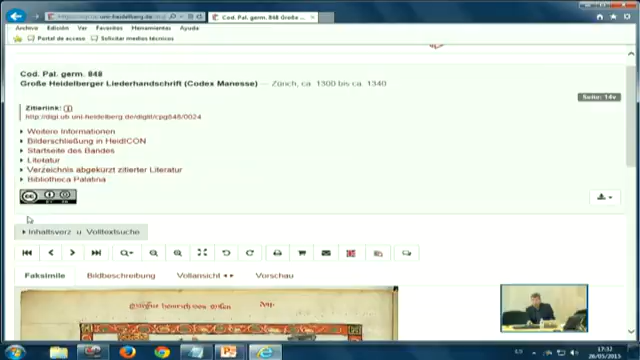 Cod. Pal. germ. 848 Große ...
Archivo Edición Ver Favoritos Herramientas Ayuda
Portal de acceso Solicitar medios técnicos
Cod. Pal. germ. 848
Große Heidelberger Liederhandschrift (Codex Manesse) — Zürich, ca. 1300 bis ca. 1340
Seite: 14v
Zitierlink:
http://digi.ub.uni-heidelberg.de/diglit/cpg848/0024
Weitere Informationen
Bilderschließung in HeidICON
Startseite des Bandes
Literatur
Verzeichnis abgekürzt zitierter Literatur
Bibliotheca Palatina
Inhaltsverz. u. Volltextsuche
Faksimile Bildbeschreibung Vollansicht Vorschau
17:32
26/05/2015